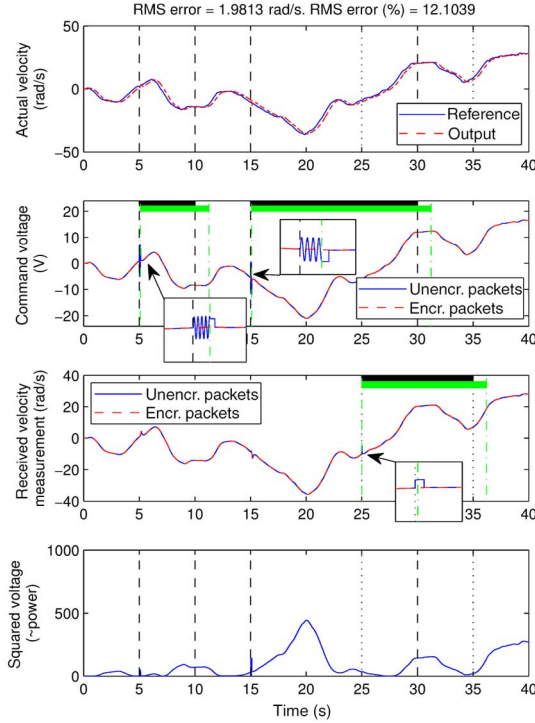 RMS error = 1.9813 rad/s. RMS error (%) = 12.1039
Actual velocity
(rad/s)
50
0
−50
Reference
Output
0 5 10 15 20 25 30 35 40
Command voltage
(V)
20
10
0
−10
−20
Unencr. packets
Encr. packets
0 5 10 15 20 25 30 35 40
Received velocity
measurement (rad/s)
40
20
0
−20
−40
Unencr. packets
Encr. packets
0 5 10 15 20 25 30 35 40
Squared voltage
(~power)
1000
500
0
0 5 10 15 20 25 30 35 40
Time (s)